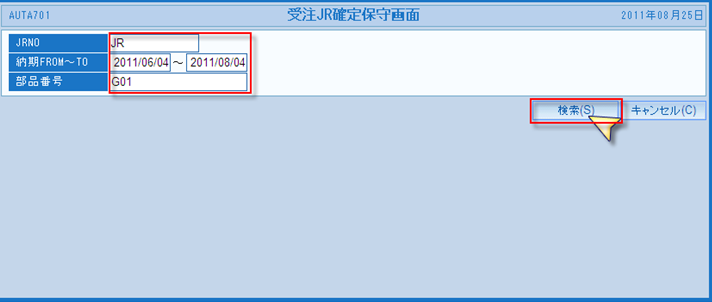 AUTA701 受注JR確定保守画面 2011年08月25日
JRNO JR
納期FROM～TO 2011/06/04 ～ 2011/08/04
部品番号 G01
検索(S) キャンセル(C)